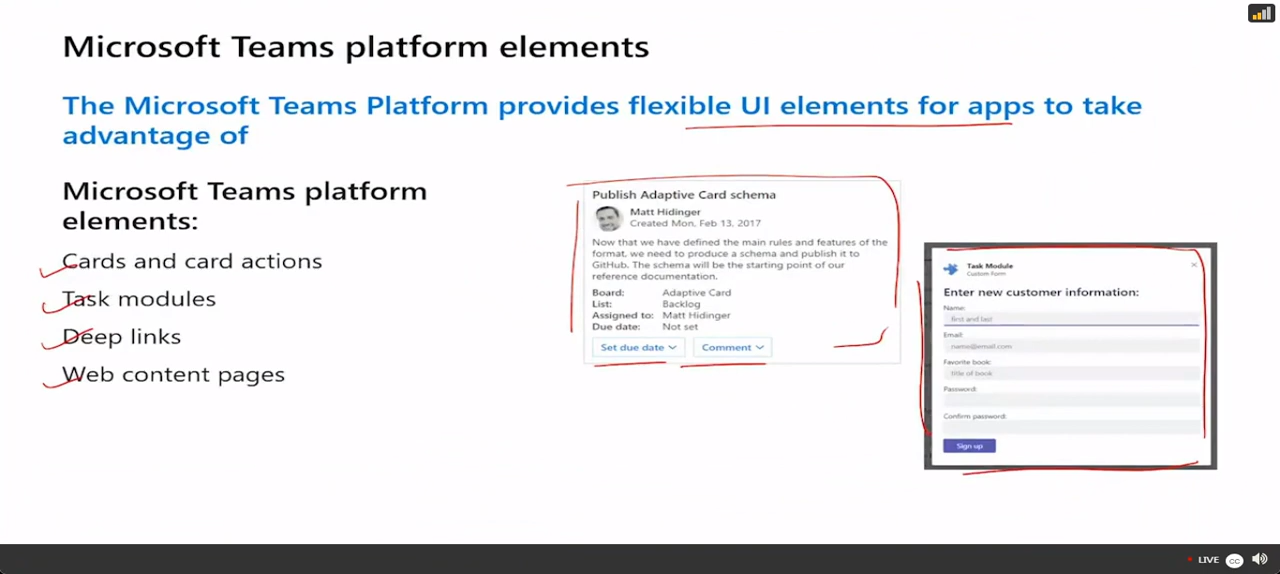 Microsoft Teams platform elements
The Microsoft Teams Platform provides flexible UI elements for apps to take
advantage of
Microsoft Teams platform
elements:
Cards and card actions
Task modules
Deep links
Web content pages
Publish Adaptive Card schema
Matt Hidinger
Created Mon, Feb 13, 2017
Now that we have defined the main rules and features of the
format, we need to produce a schema and publish it to
GitHub. The schema will be the starting point of our
reference documentation.
Board: Adaptive Card
List: Backlog
Assigned to: Matt Hidinger
Due date: Not set
Set due date Comment
Task Module
Custom Form
Enter new customer information:
Name:
first and last
Email:
name@email.com
Favorite book:
title of book
Password:
Confirm password:
Sign up
LIVE CC